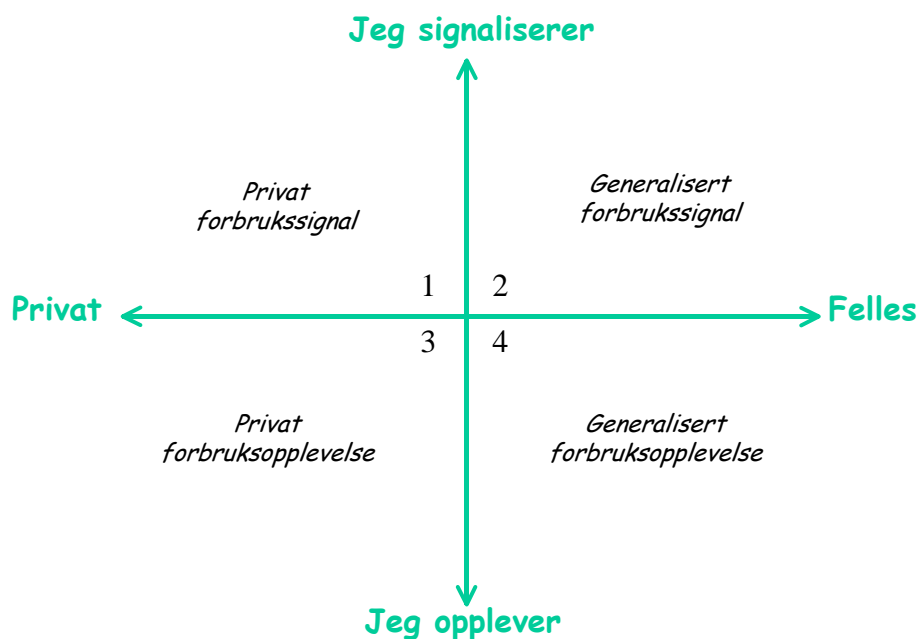 Jeg signaliserer
Privat
forbrukssignal
Generalisert
forbrukssignal
1 2
Privat
Felles
3 4
Privat
forbruksopplevelse
Generalisert
forbruksopplevelse
Jeg opplever